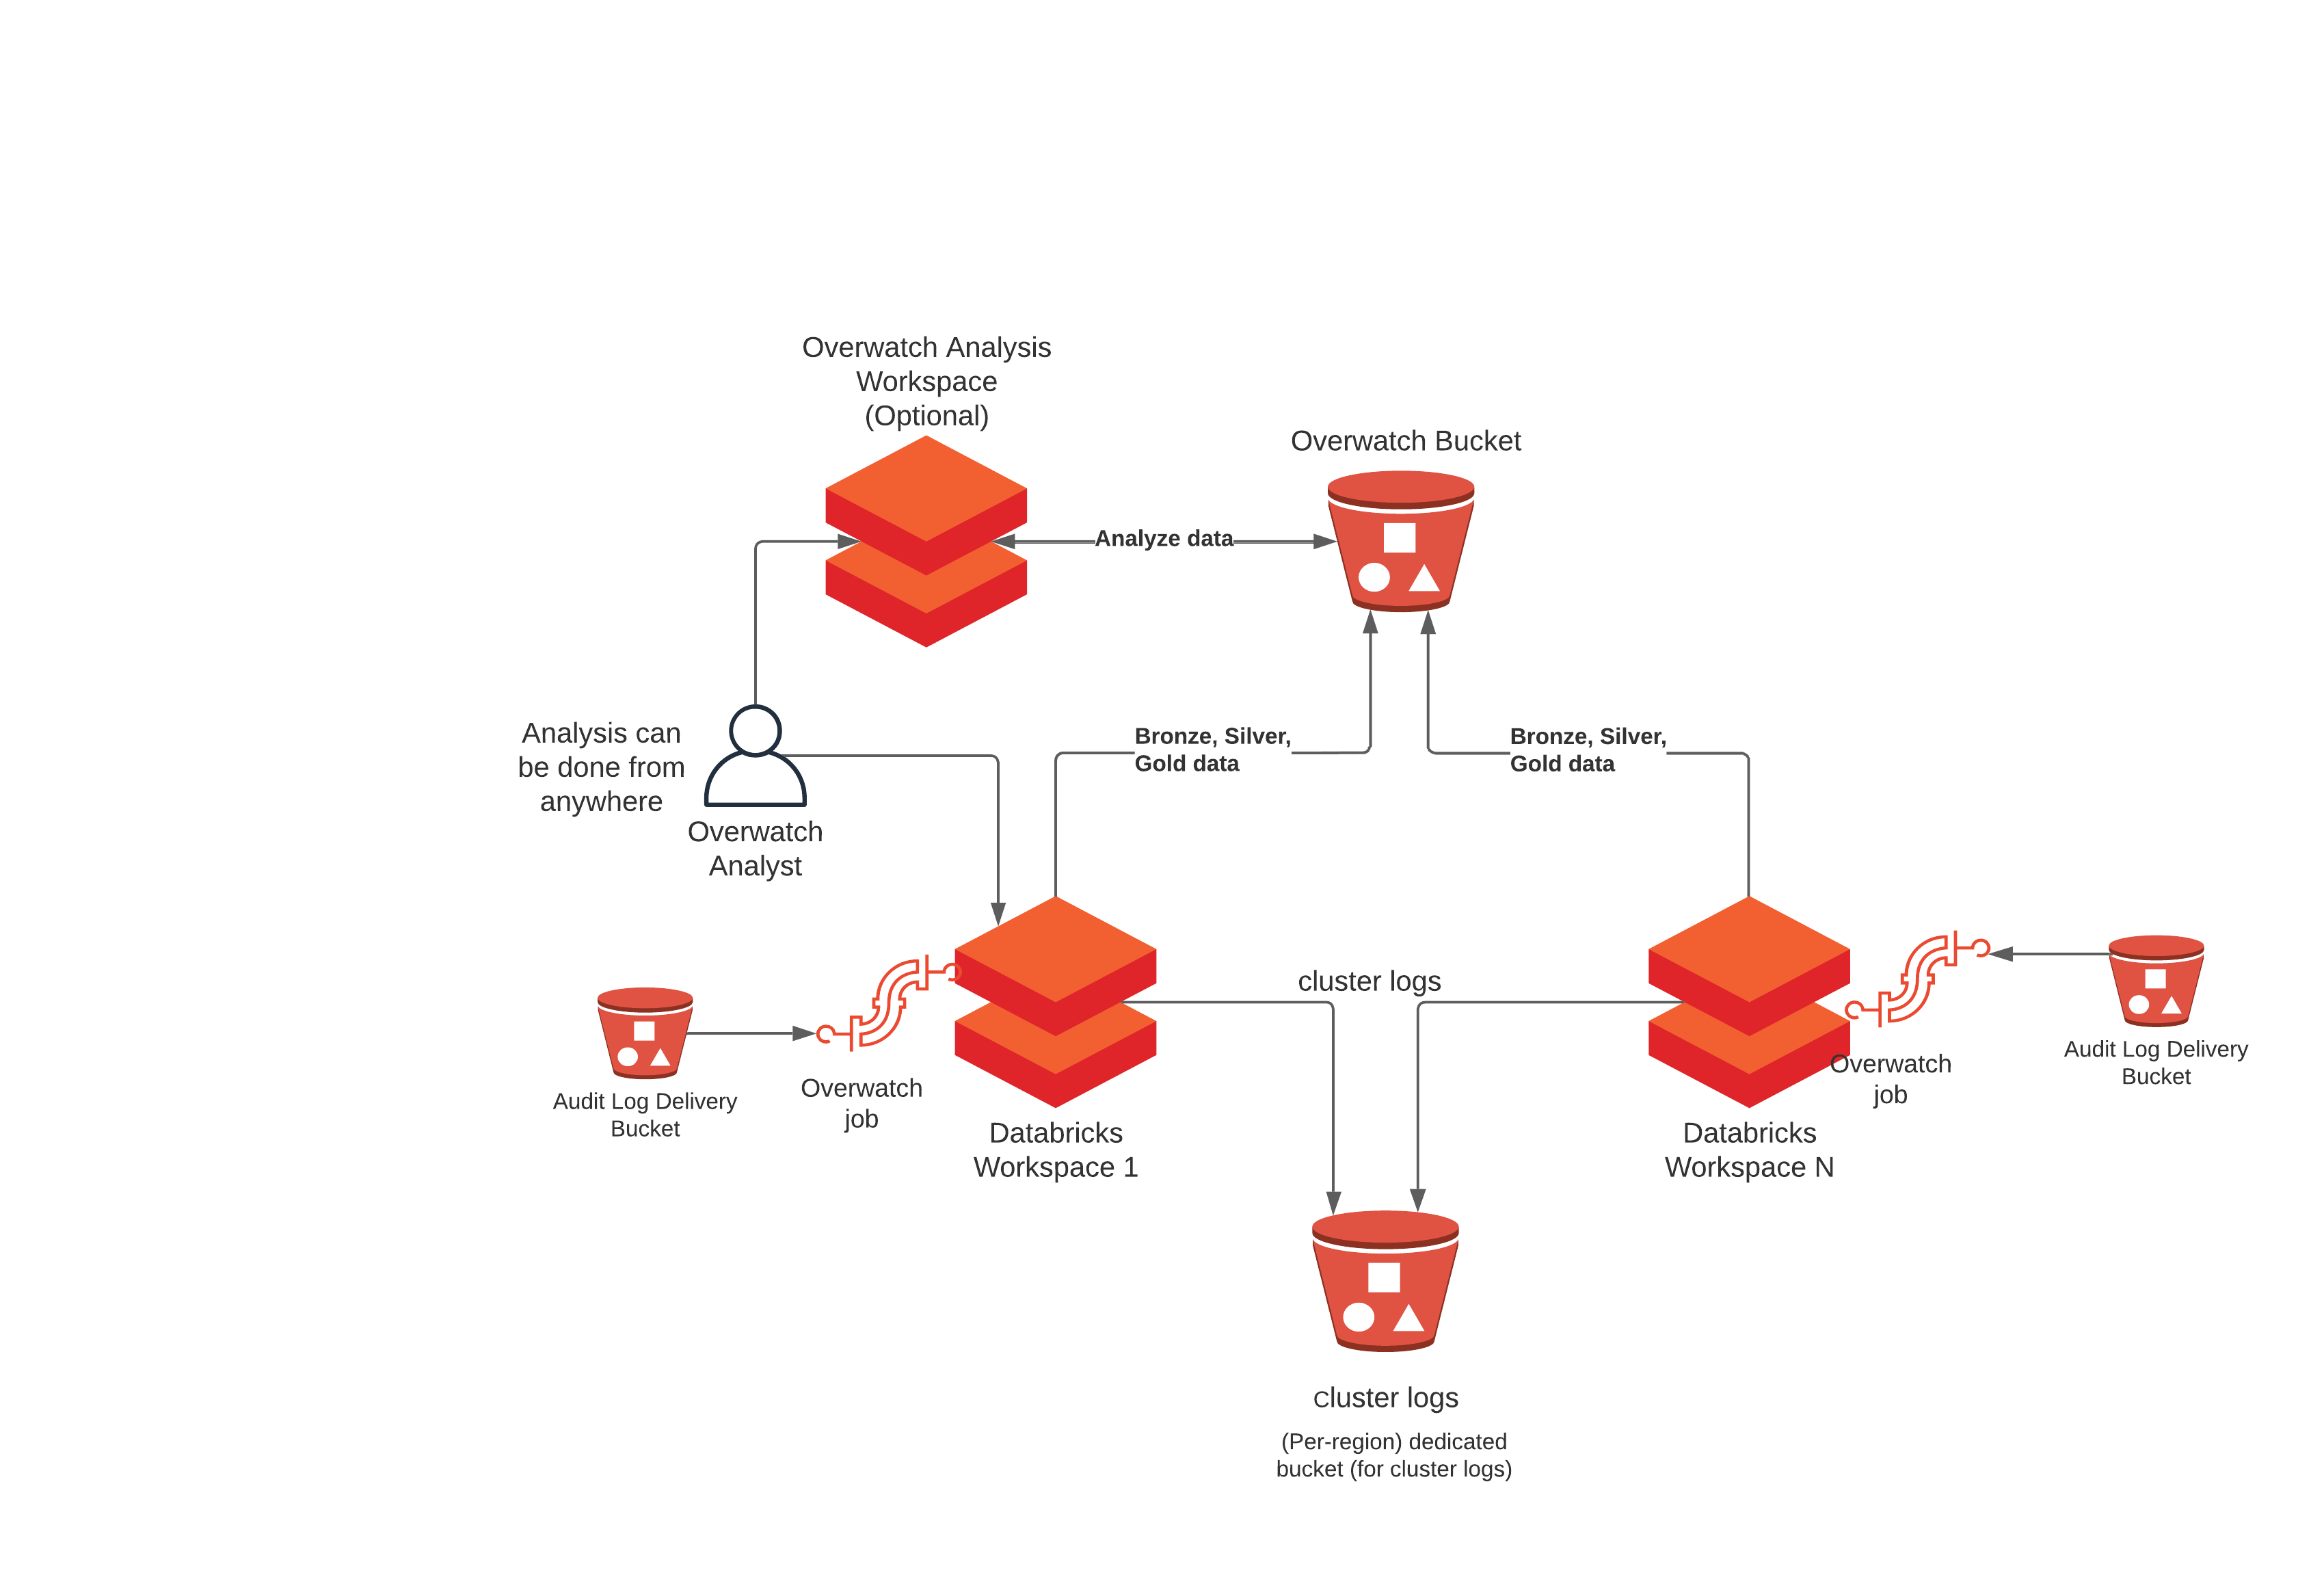 Overwatch Analysis
Workspace
(Optional)
Overwatch Bucket
Analyze data
Analysis can
be done from
anywhere
Overwatch
Analyst
Bronze, Silver,
Gold data
Bronze, Silver,
Gold data
Audit Log Delivery
Bucket
Overwatch
job
Databricks
Workspace 1
cluster logs
Databricks
Workspace N
Overwatch
job
Audit Log Delivery
Bucket
Cluster logs
(Per-region) dedicated
bucket (for cluster logs)